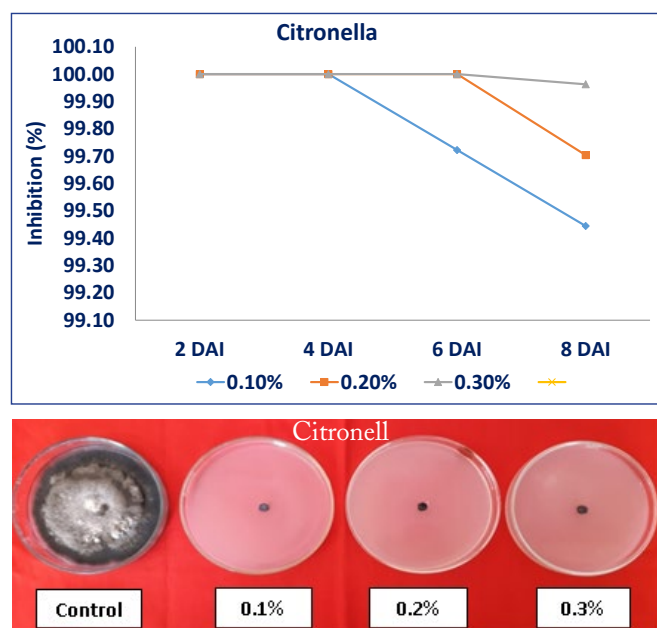 Citronella
100.10
100.00
99.90
99.80
99.70
99.60
99.50
99.40
99.30
99.20
99.10
Inhibition (%)
2 DAI 4 DAI 6 DAI 8 DAI
0.10% 0.20% 0.30%
Citronell
Control 0.1% 0.2% 0.3%